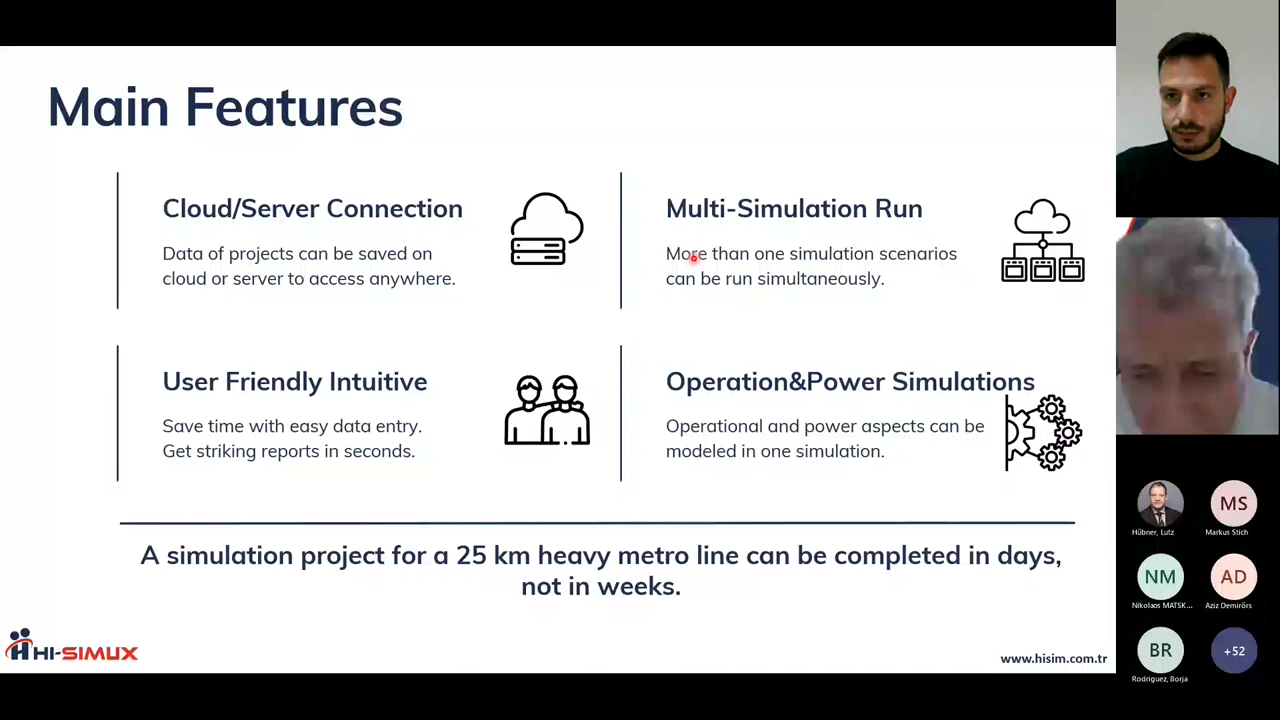 Main Features
Cloud/Server Connection
Data of projects can be saved on
cloud or server to access anywhere.
Multi-Simulation Run
More than one simulation scenarios
can be run simultaneously.
User Friendly Intuitive
Save time with easy data entry.
Get striking reports in seconds.
Operation&Power Simulations
Operational and power aspects can be
modeled in one simulation.
A simulation project for a 25 km heavy metro line can be completed in days,
not in weeks.
HI-SIMUX
www.hisim.com.tr
Hübner, Lutz
MS
Markus Stich
NM
Nikolaos MATSK...
AD
Aziz Demirörs
BR
Rodriguez, Borja
+52